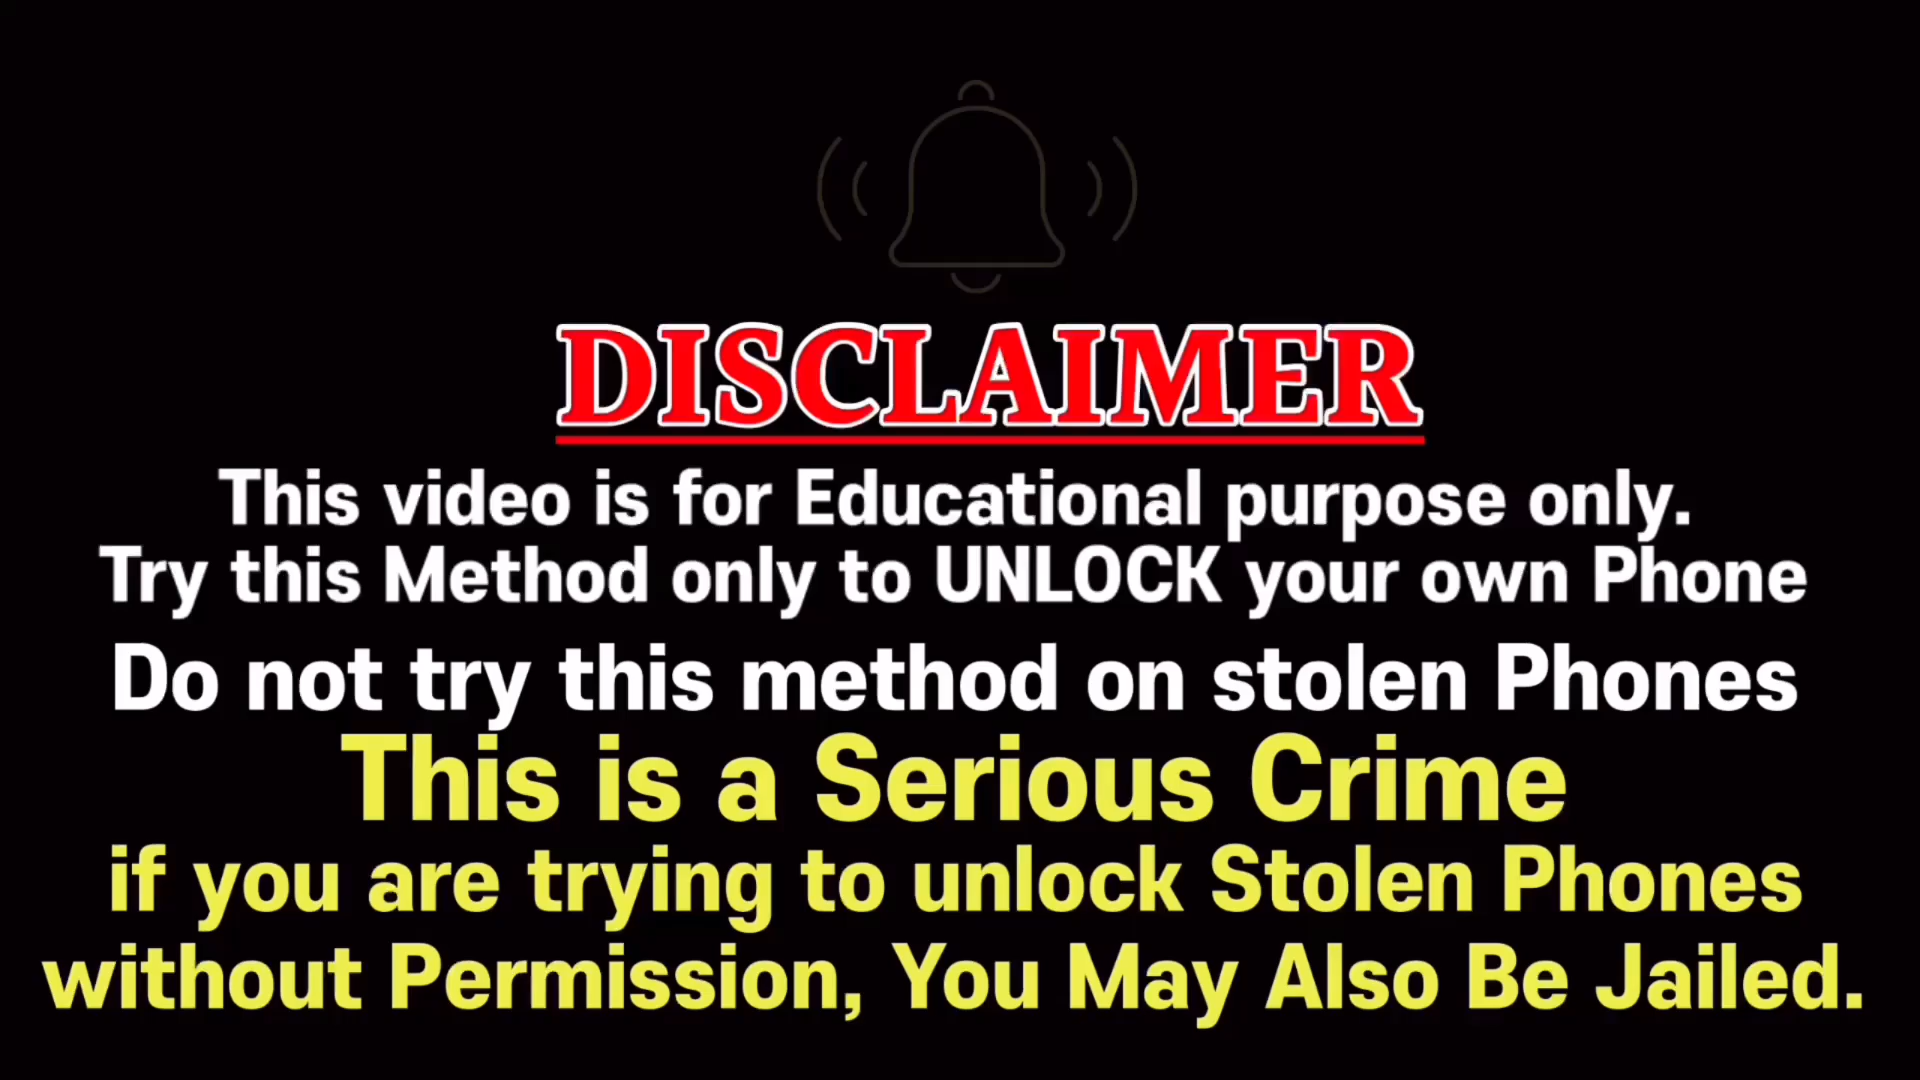 DISCLAIMER
This video is for Educational purpose only.
Try this Method only to UNLOCK your own Phone
Do not try this method on stolen Phones
This is a Serious Crime
if you are trying to unlock Stolen Phones
without Permission, You May Also Be Jailed.